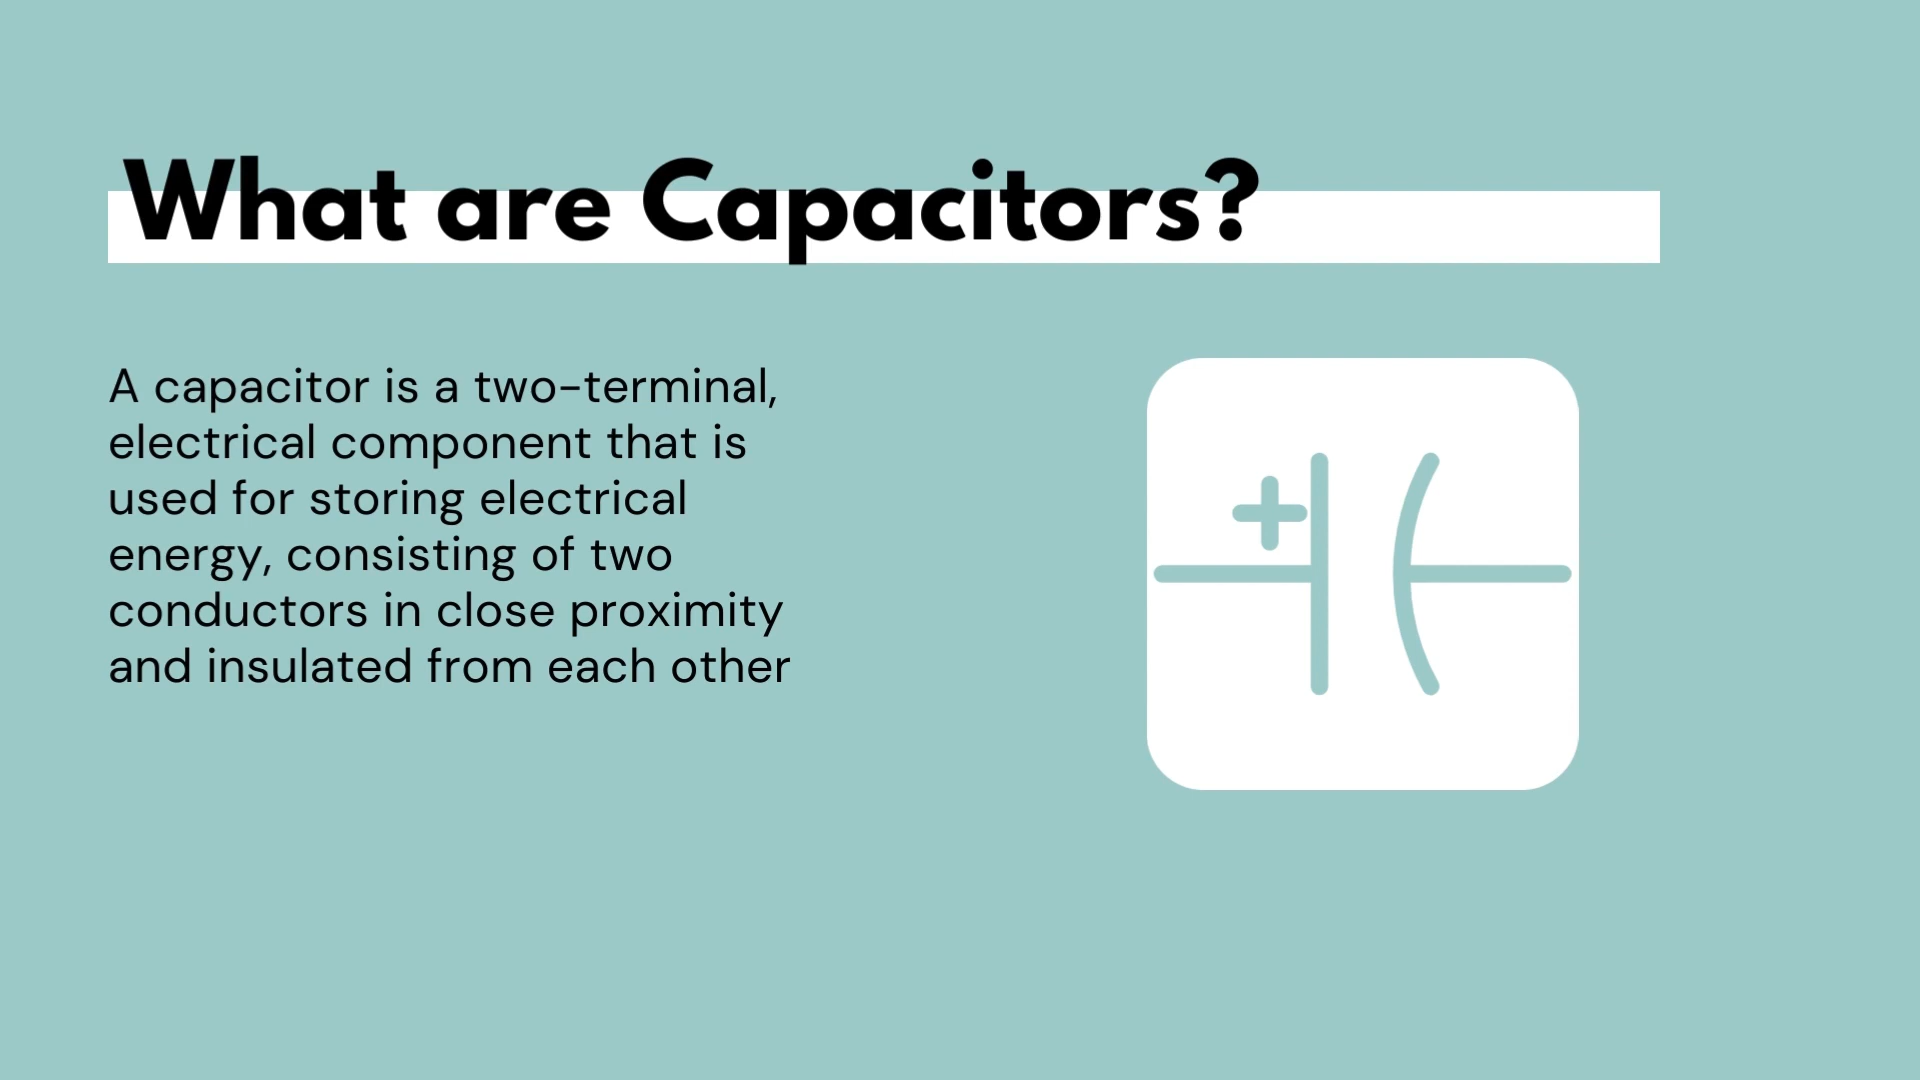 What are Capacitors?
A capacitor is a two-terminal,
electrical component that is
used for storing electrical
energy, consisting of two
conductors in close proximity
and insulated from each other
+